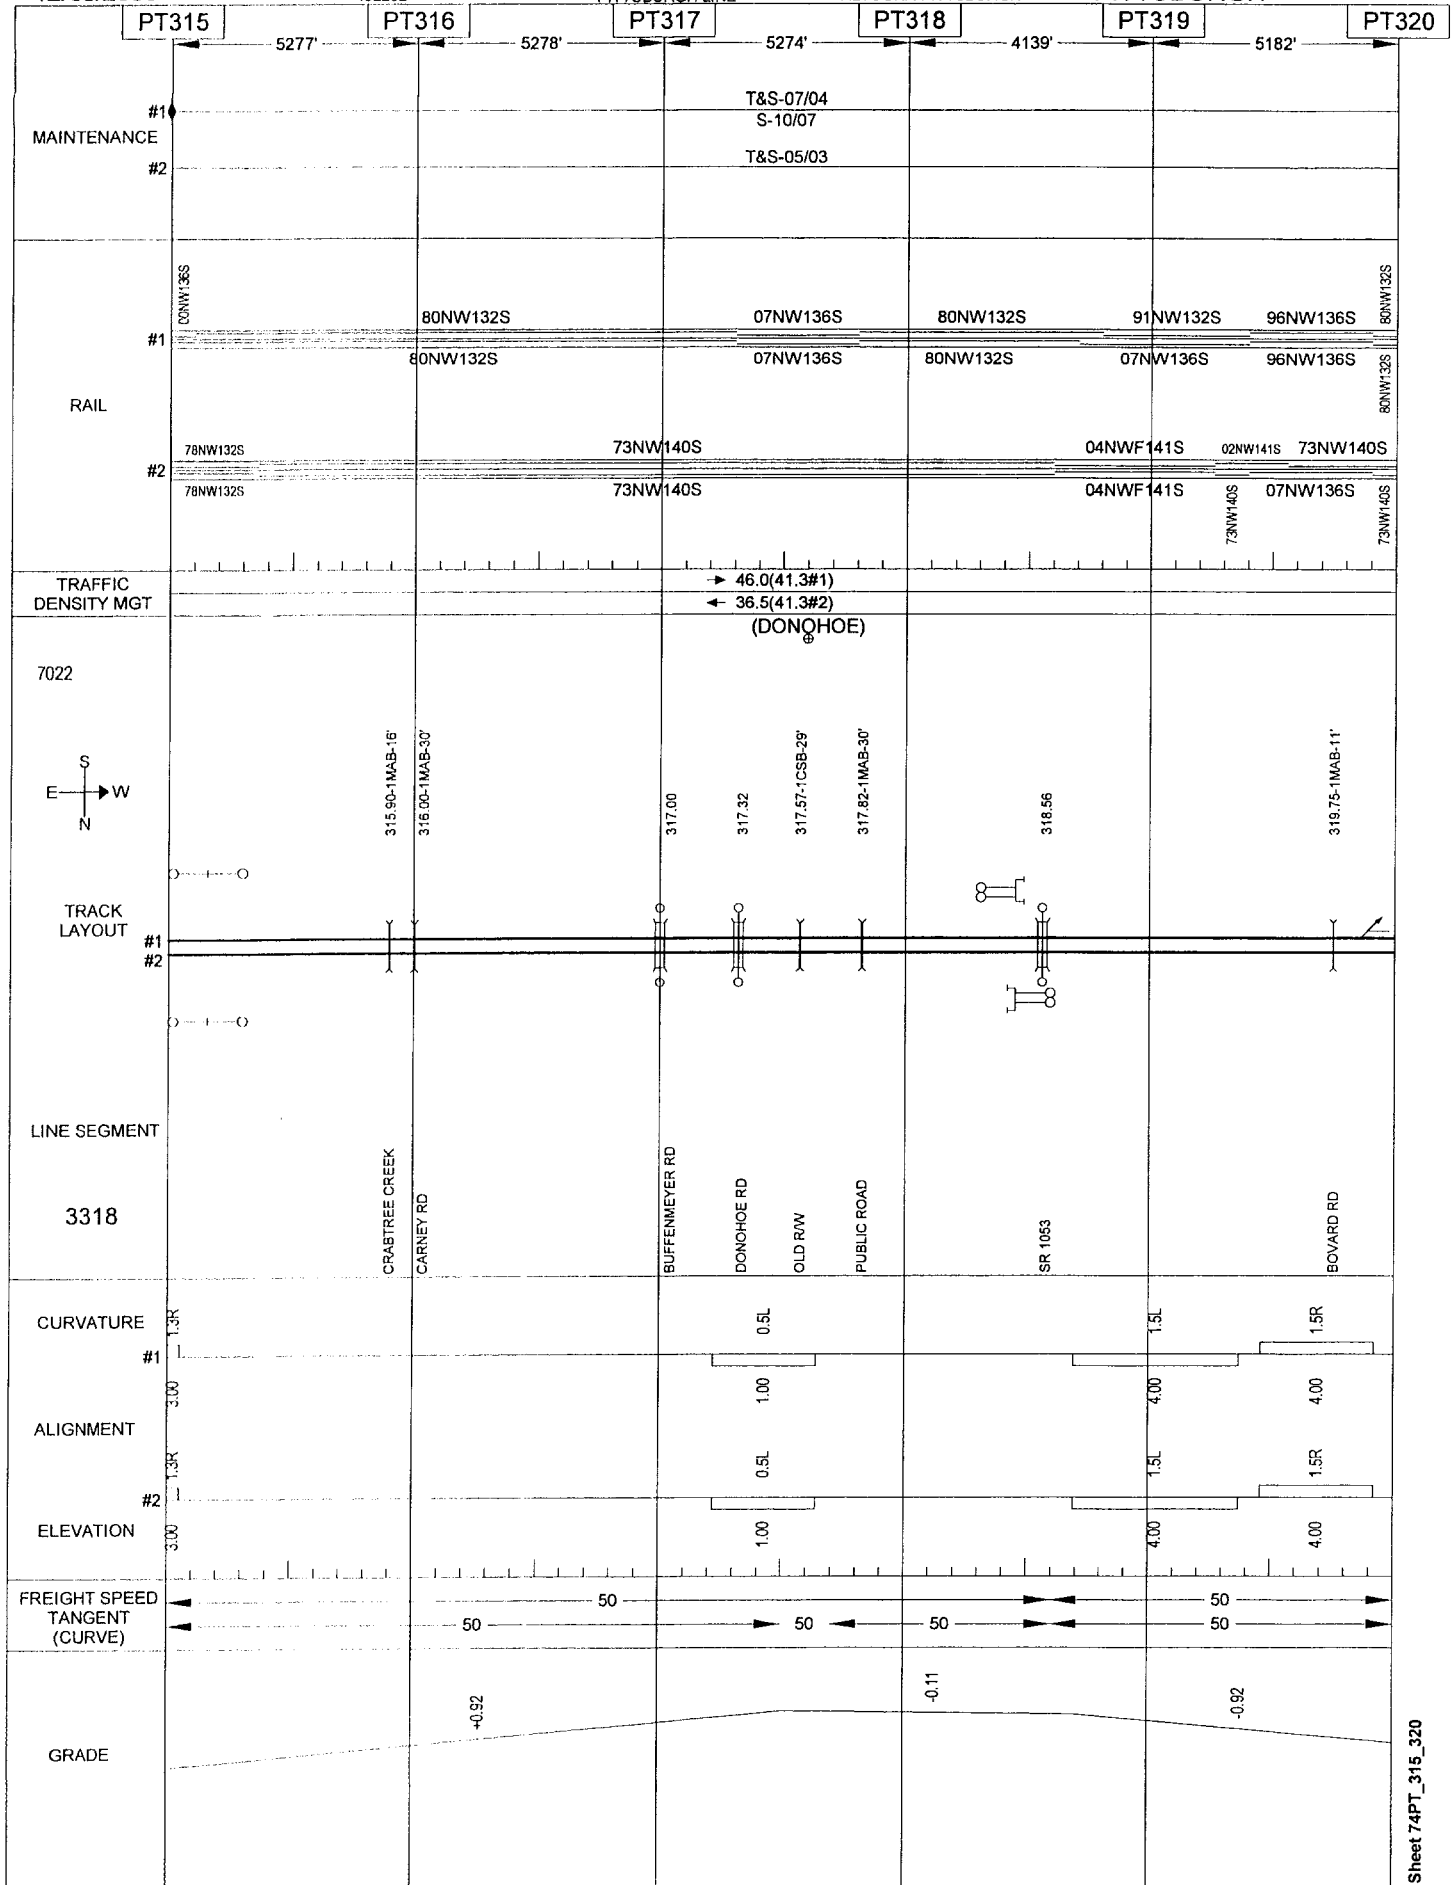 PT315 PT316 PT317 PT318 PT319 PT320
5277' 5278' 5274' 4139' 5182'
MAINTENANCE
#1 T&S-07/04
S-10/07
#2 T&S-05/03
RAIL
00NW136S 80NW132S 07NW136S 80NW132S 91NW132S 96NW136S 80NW132S
#1
80NW132S 07NW136S 80NW132S 07NW136S 96NW136S 80NW132S
78NW132S 73NW140S 04NWF141S 02NW141S 73NW140S
#2
78NW132S 73NW140S 04NWF141S 73NW140S 07NW136S 73NW140S
TRAFFIC
DENSITY MGT
46.0(41.3#1)
36.5(41.3#2)
(DONOHOE)
7022
S
E W
N
315.90-1MAB-16'
316.00-1MAB-30'
317.00
317.32
317.57-1CSB-29'
317.82-1MAB-30'
318.56
319.75-1MAB-11'
TRACK
LAYOUT
#1
#2
LINE SEGMENT
3318
CRABTREE CREEK
CARNEY RD
BUFFENMEYER RD
DONOHOE RD
OLD R/W
PUBLIC ROAD
SR 1053
BOVARD RD
CURVATURE
1.3R 0.5L 1.5L 1.5R
#1
3.00 1.00 4.00 4.00
ALIGNMENT
1.3R 0.5L 1.5L 1.5R
#2
ELEVATION
3.00 1.00 4.00 4.00
FREIGHT SPEED
TANGENT
(CURVE)
50 50
50 50 50 50
GRADE
+0.92 -0.11 -0.92
Sheet 74PT_315_320